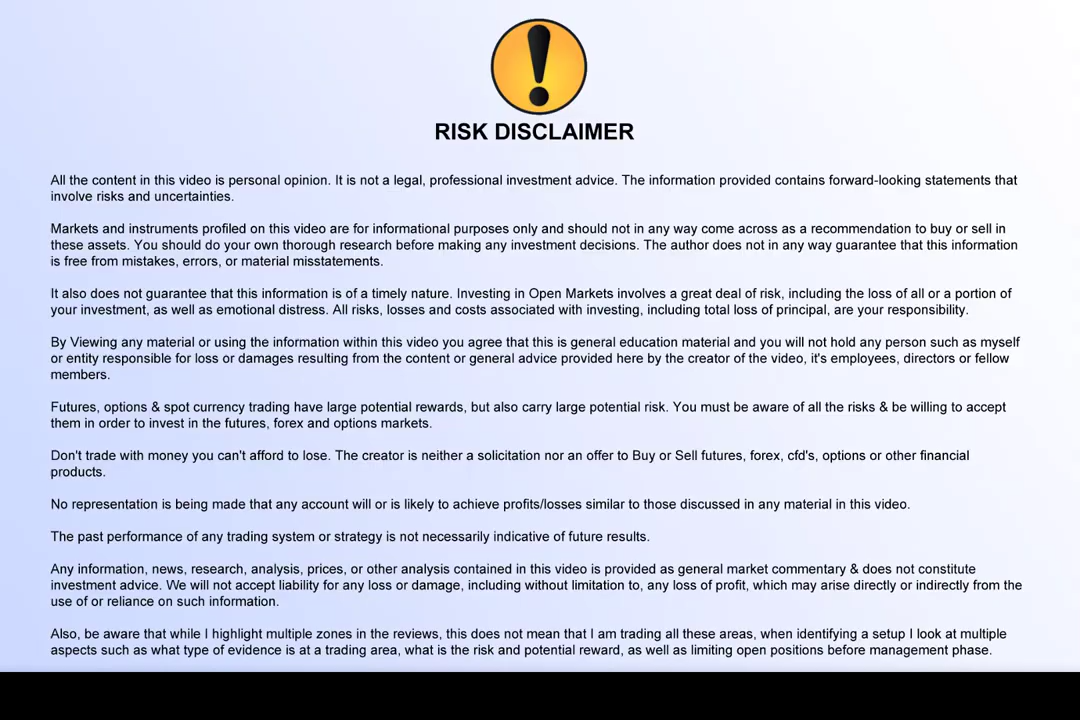 RISK DISCLAIMER
All the content in this video is personal opinion. It is not a legal, professional investment advice. The information provided contains forward-looking statements that
involve risks and uncertainties.
Markets and instruments profiled on this video are for informational purposes only and should not in any way come across as a recommendation to buy or sell in
these assets. You should do your own thorough research before making any investment decisions. The author does not in any way guarantee that this information
is free from mistakes, errors, or material misstatements.
It also does not guarantee that this information is of a timely nature. Investing in Open Markets involves a great deal of risk, including the loss of all or a portion of
your investment, as well as emotional distress. All risks, losses and costs associated with investing, including total loss of principal, are your responsibility.
By Viewing any material or using the information within this video you agree that this is general education material and you will not hold any person such as myself
or entity responsible for loss or damages resulting from the content or general advice provided here by the creator of the video, it's employees, directors or fellow
members.
Futures, options & spot currency trading have large potential rewards, but also carry large potential risk. You must be aware of all the risks & be willing to accept
them in order to invest in the futures, forex and options markets.
Don't trade with money you can't afford to lose. The creator is neither a solicitation nor an offer to Buy or Sell futures, forex, cfd's, options or other financial
products.
No representation is being made that any account will or is likely to achieve profits/losses similar to those discussed in any material in this video.
The past performance of any trading system or strategy is not necessarily indicative of future results.
Any information, news, research, analysis, prices, or other analysis contained in this video is provided as general market commentary & does not constitute
investment advice. We will not accept liability for any loss or damage, including without limitation to, any loss of profit, which may arise directly or indirectly from the
use of or reliance on such information.
Also, be aware that while I highlight multiple zones in the reviews, this does not mean that I am trading all these areas, when identifying a setup I look at multiple
aspects such as what type of evidence is at a trading area, what is the risk and potential reward, as well as limiting open positions before management phase.